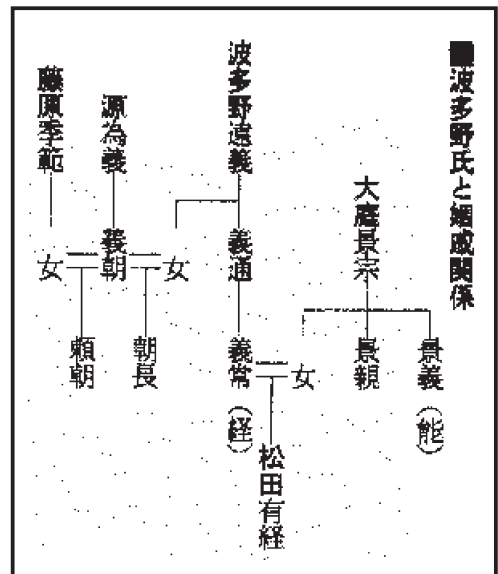 ■波多野氏と姻戚関係
大庭景宗
景義(能)
景親
女
波多野遠義
義通
女
義常(経)
松田有経
源為義
義朝
朝長
頼朝
藤原季範
女